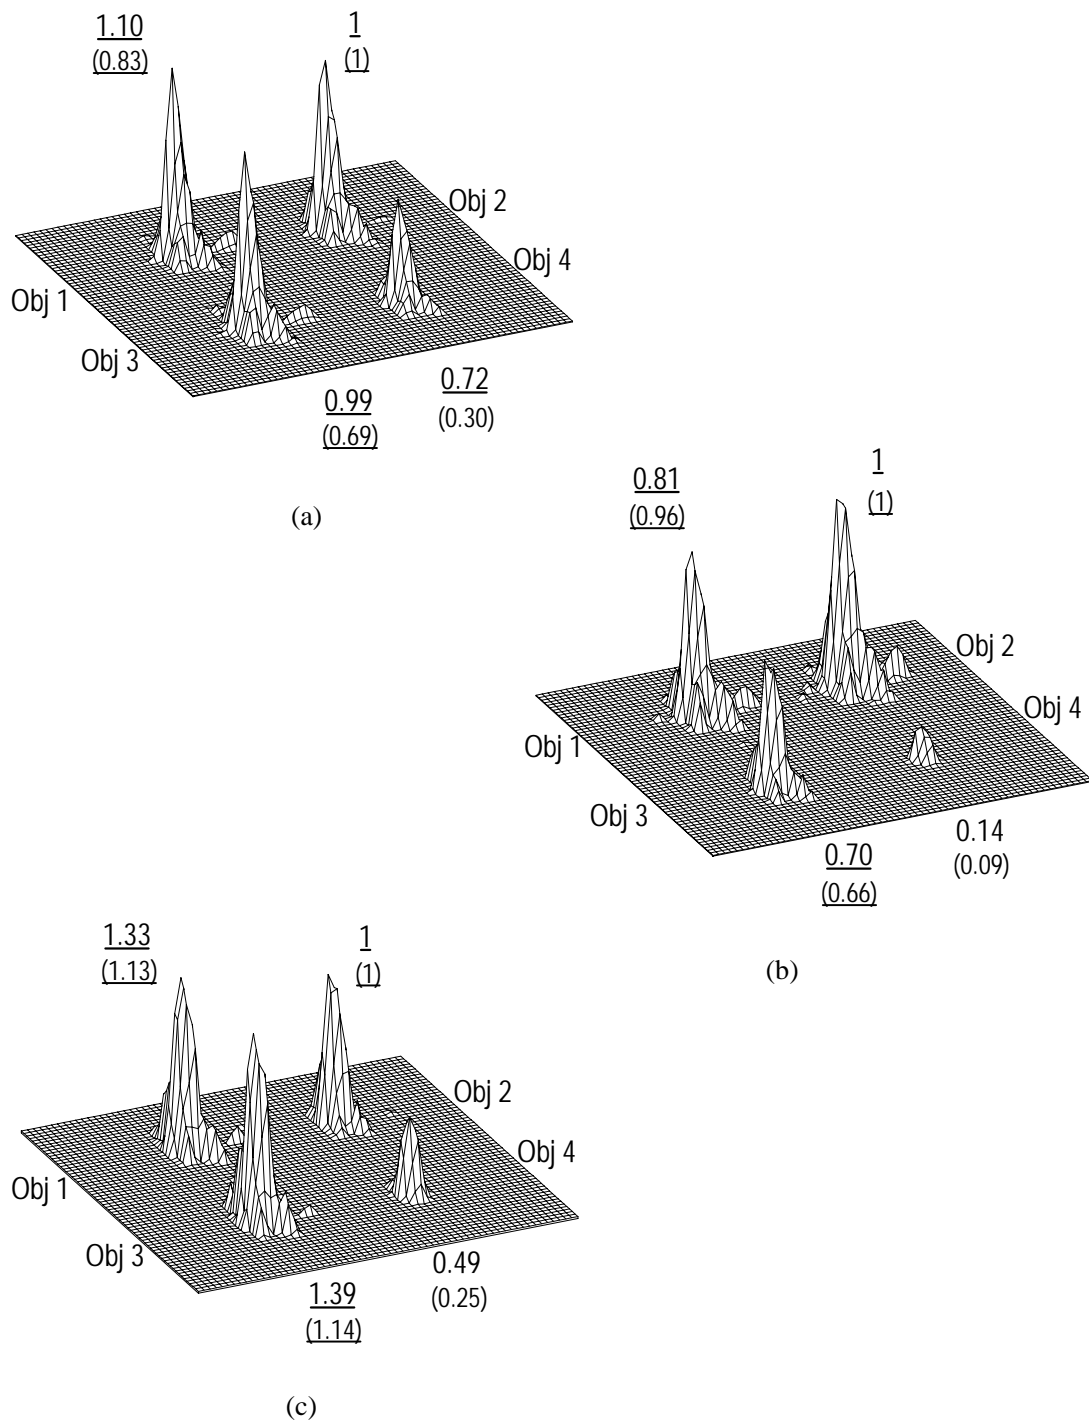 1.10
(0.83)
1
(1)
Obj 2
Obj 4
Obj 1
Obj 3
0.72
(0.30)
0.99
(0.69)
(a)
0.81
(0.96)
1
(1)
Obj 2
Obj 4
Obj 1
Obj 3
0.14
(0.09)
0.70
(0.66)
(b)
1.33
(1.13)
1
(1)
Obj 2
Obj 4
Obj 1
Obj 3
0.49
(0.25)
1.39
(1.14)
(c)